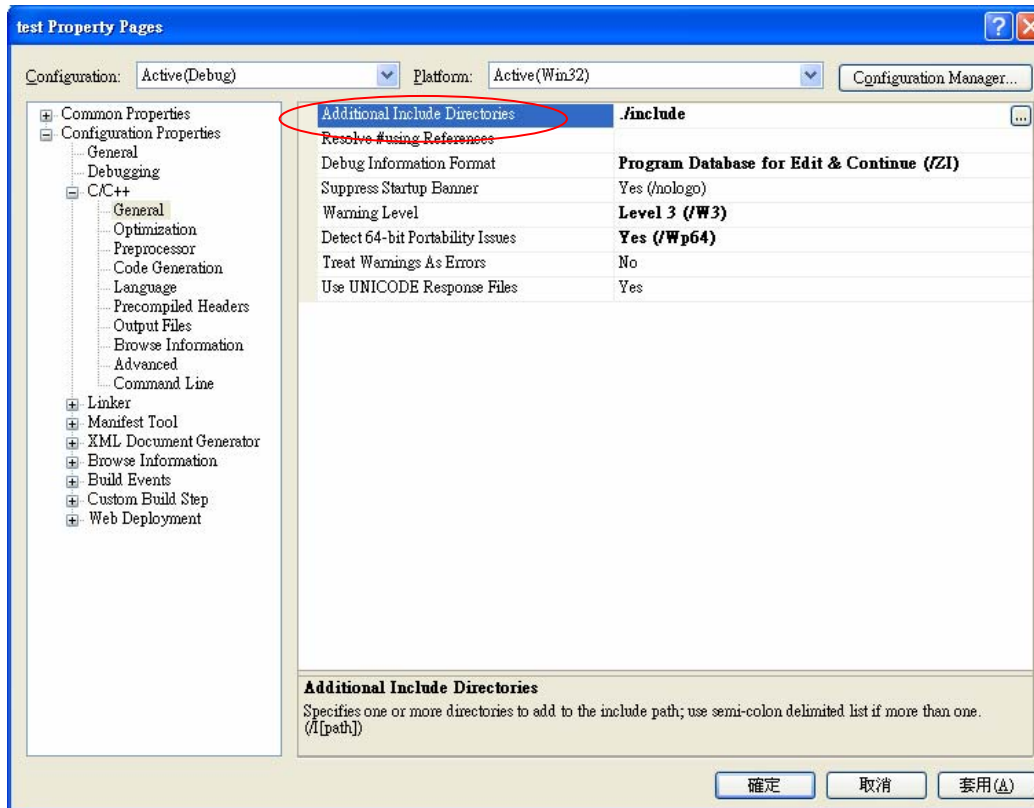 test Property Pages
Configuration: Active(Debug) Platform: Active(Win32) Configuration Manager...
Common Properties
Configuration Properties
General
Debugging
C/C++
General
Optimization
Preprocessor
Code Generation
Language
Precompiled Headers
Output Files
Browse Information
Advanced
Command Line
Linker
Manifest Tool
XML Document Generator
Browse Information
Build Events
Custom Build Step
Web Deployment
Additional Include Directories ./include ...
Resolve #using References
Debug Information Format Program Database for Edit & Continue (/ZI)
Suppress Startup Banner Yes (/nologo)
Warning Level Level 3 (/W3)
Detect 64-bit Portability Issues Yes (/Wp64)
Treat Warnings As Errors No
Use UNICODE Response Files Yes
Additional Include Directories
Specifies one or more directories to add to the include path; use semi-colon delimited list if more than one.
(/I[path])
確定 取消 套用(A)